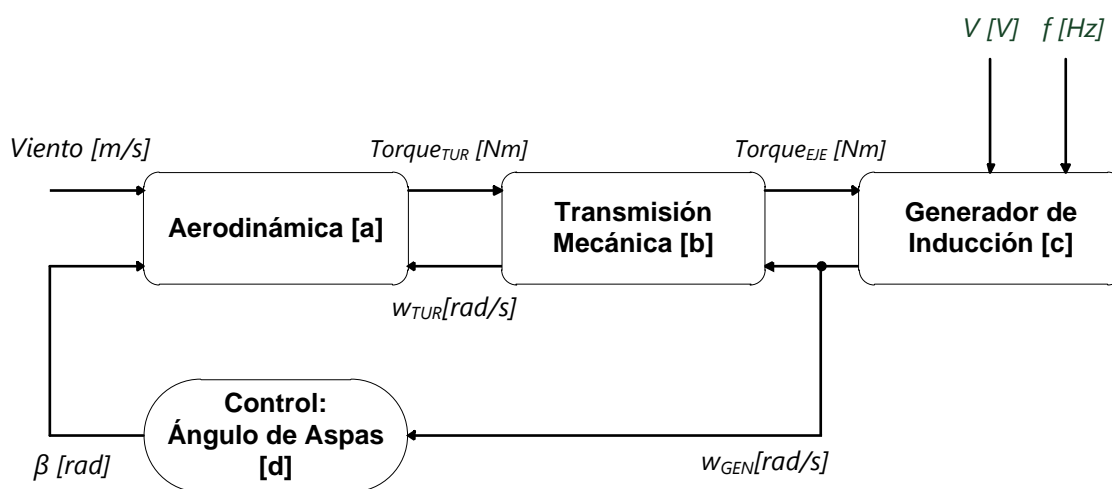 V [V] f [Hz]
Viento [m/s]
Torque_TUR [Nm]
Torque_EJE [Nm]
Aerodinámica [a]
Transmisión
Mecánica [b]
Generador de
Inducción [c]
w_TUR[rad/s]
Control:
Ángulo de Aspas
[d]
β [rad]
w_GEN[rad/s]